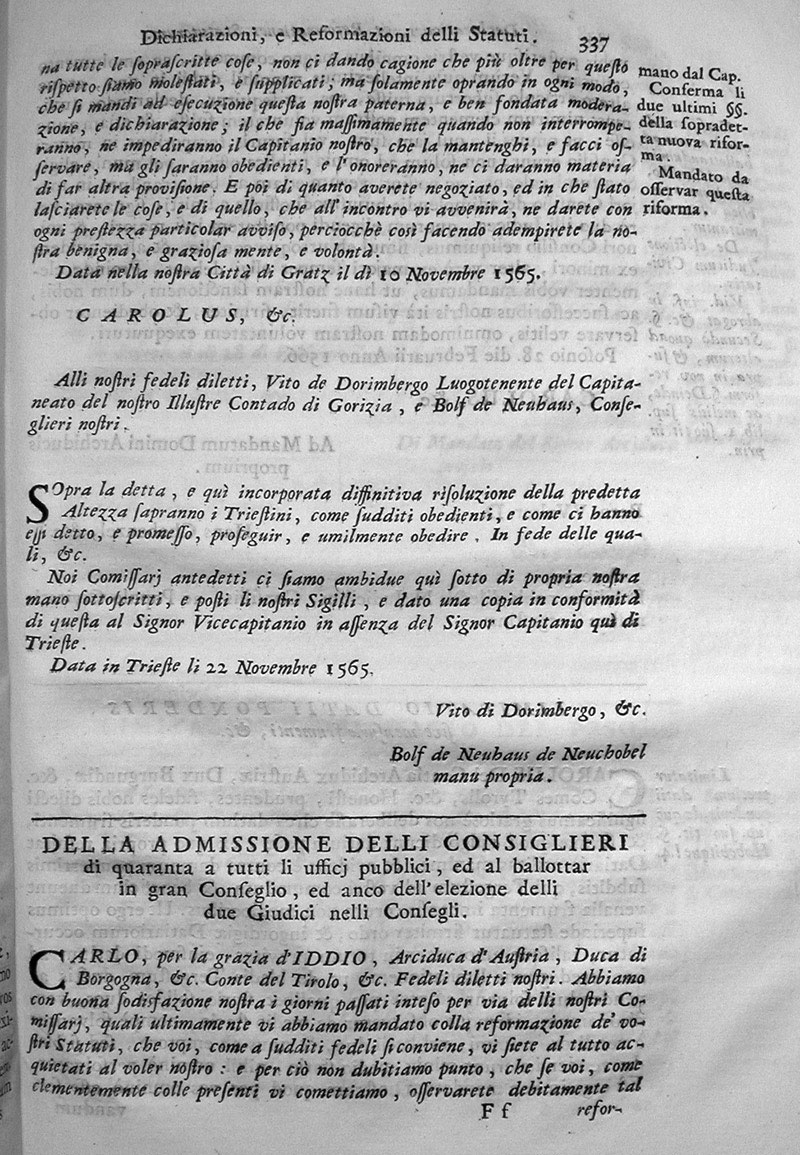 Dichiarazioni, e Reformazioni delli Statuti. 337
na tutte le ſopraſcritte coſe, non ci dando cagione che più oltre per queſto
riſpetto ſiamo moleſtati, e ſupplicati; ma ſolamente oprando in ogni modo,
che ſi mandi ad eſecuzione queſta noſtra paterna, e ben fondata modera-
zione, e dichiarazione; il che fia maſſimamente quando non interrompe-
ranno, ne impediranno il Capitanio noſtro, che la mantenghi, e facci oſ-
ſervare, ma gli ſaranno obedienti, e l'onoreranno, ne ci daranno materia
di far altra proviſione. E poi di quanto averete negoziato, ed in che ſtato
laſciarete le coſe, e di quello, che all'incontro vi avvenirà, ne darete con
ogni preſtezza particolar avviſo, perciocchè così facendo adempirete la no-
ſtra benigna, e grazioſa mente, e volontà.
Data nella noſtra Città di Gratz il dì 10 Novembre 1565.
mano dal Cap.
Conferma li
due ultimi §§.
della ſopradet-
ta nuova rifor-
ma.
Mandato da
oſſervar queſta
riforma.
CAROLUS, &c.
Alli noſtri fedeli diletti, Vito de Dorimbergo Luogotenente del Capita-
neato del noſtro Illuſtre Contado di Gorizia, e Bolf de Neuhaus, Conſe-
glieri noſtri.
SOpra la detta, e quì incorporata diffinitiva riſoluzione della predetta
Altezza ſapranno i Trieſtini, come ſudditi obedienti, e come ci hanno
eſſi detto, e promeſſo, proſeguir, e umilmente obedire. In fede delle qua-
li, &c.
Noi Comiſſarj antedetti ci ſiamo ambidue quì ſotto di propria noſtra
mano ſottoſcritti, e poſti li noſtri Sigilli, e dato una copia in conformità
di queſta al Signor Vicecapitanio in aſſenza del Signor Capitanio quì di
Trieſte.
Data in Trieſte li 22 Novembre 1565.
Vito di Dorimbergo, &c.
Bolf de Neuhaus de Neuchobel
manu propria.
DELLA ADMISSIONE DELLI CONSIGLIERI
di quaranta a tutti li ufficj pubblici, ed al ballottar
in gran Conſeglio, ed anco dell'elezione delli
due Giudici nelli Conſegli.
CARLO, per la grazia d'IDDIO, Arciduca d'Auſtria, Duca di
Borgogna, &c. Conte del Tirolo, &c. Fedeli diletti noſtri. Abbiamo
con buona ſodisfazione noſtra i giorni paſſati inteſo per via delli noſtri Co-
miſſarj, quali ultimamente vi abbiamo mandato colla reformazione de' vo-
ſtri Statuti, che voi, come a ſudditi fedeli ſi conviene, vi ſiete al tutto ac-
quietati al voler noſtro: e per ciò non dubitiamo punto, che ſe voi, come
clementemente colle preſenti vi comettiamo, oſſervarete debitamente tal
F f refor-